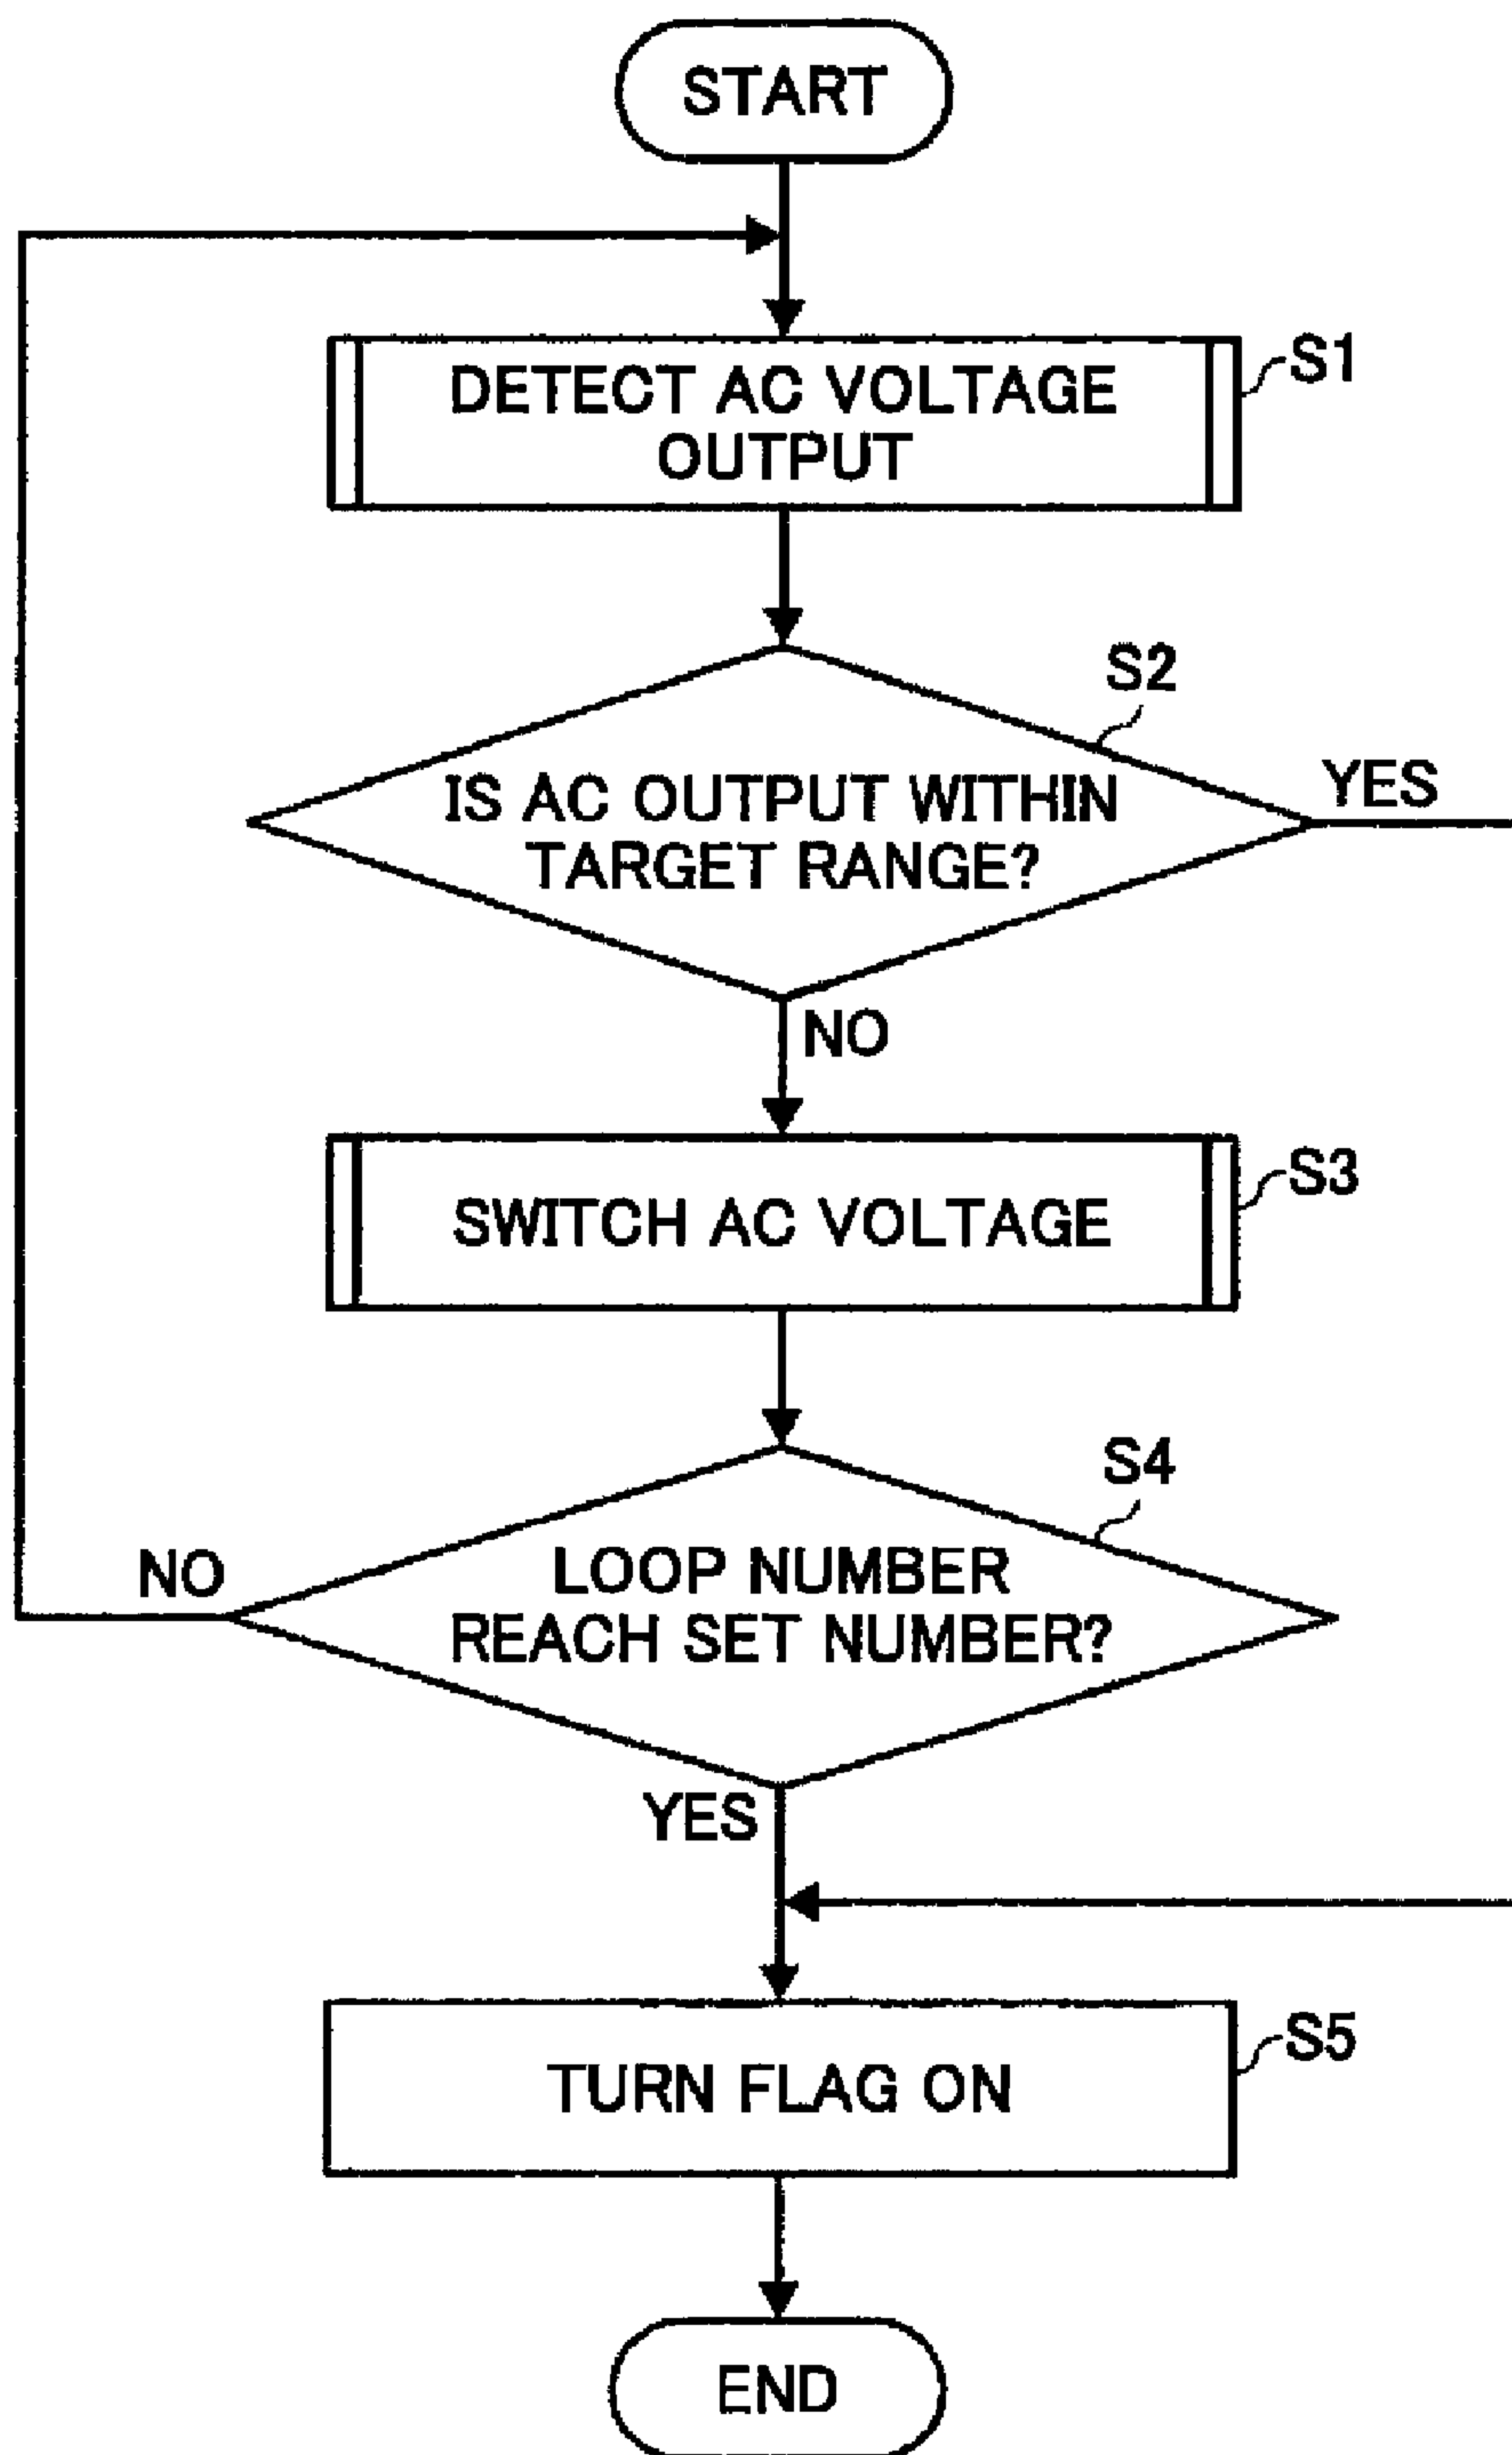 START
DETECT AC VOLTAGE
OUTPUT
S1
S2
IS AC OUTPUT WITHIN
TARGET RANGE?
YES
NO
SWITCH AC VOLTAGE
S3
S4
LOOP NUMBER
REACH SET NUMBER?
NO
YES
TURN FLAG ON
S5
END